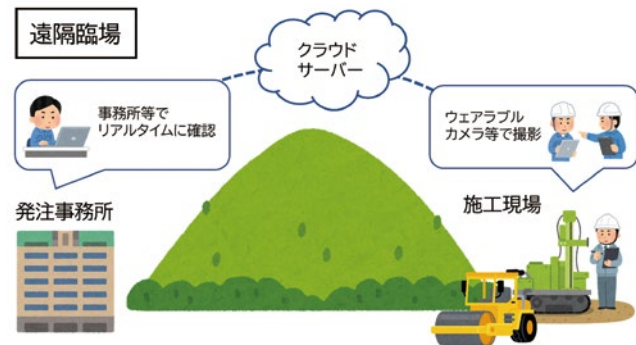 遠隔臨場
クラウド
サーバー
事務所等で
リアルタイムに確認
ウェアラブル
カメラ等で撮影
発注事務所
施工現場